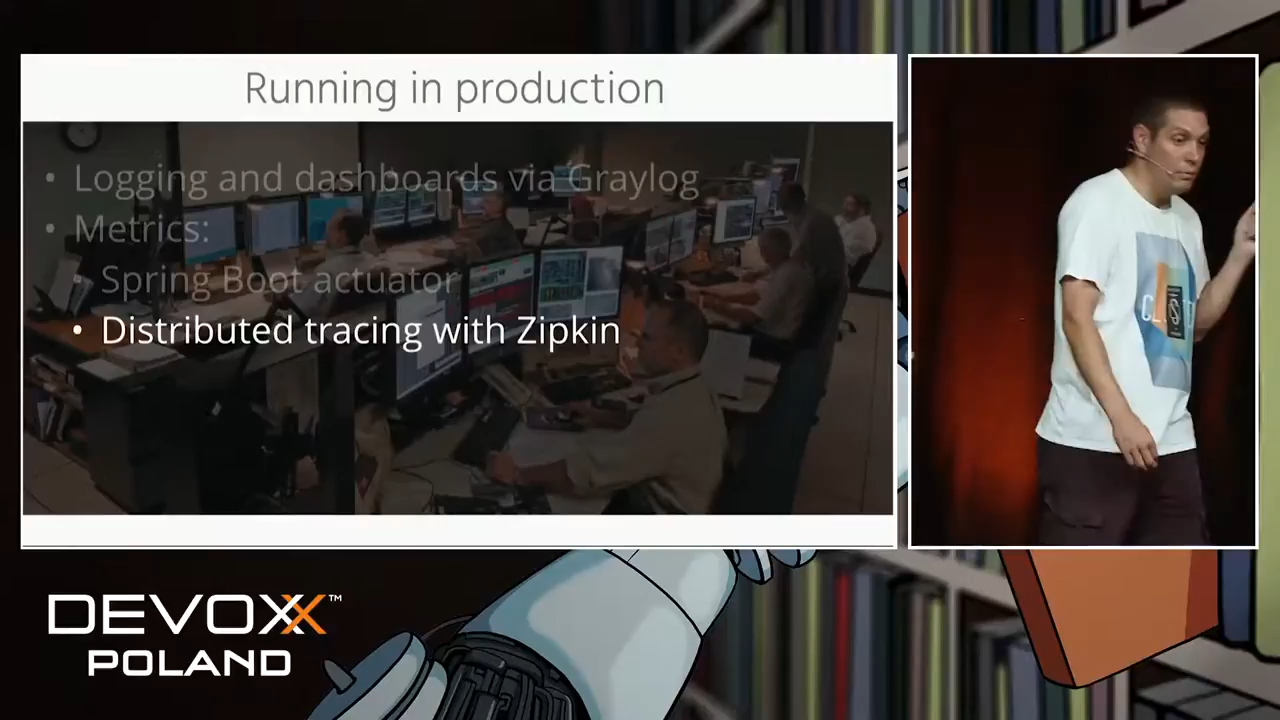 Running in production
• Logging and dashboards via Graylog
• Metrics:
Spring Boot actuator
• Distributed tracing with Zipkin
DEVOXX™
POLAND